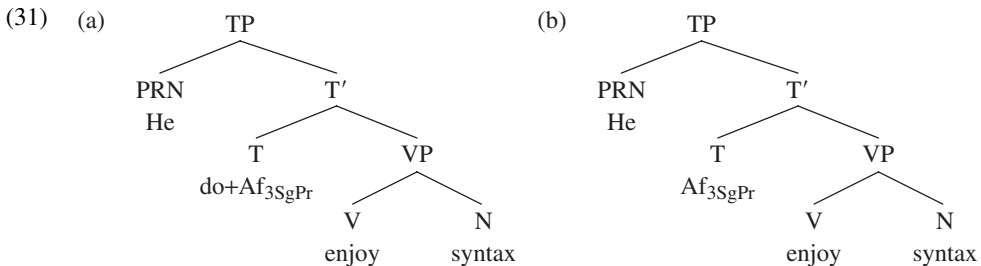 (31) (a) TP (b) TP
PRN T′ PRN T′
He He
T VP T VP
do+Af3SgPr Af3SgPr
V N V N
enjoy syntax enjoy syntax